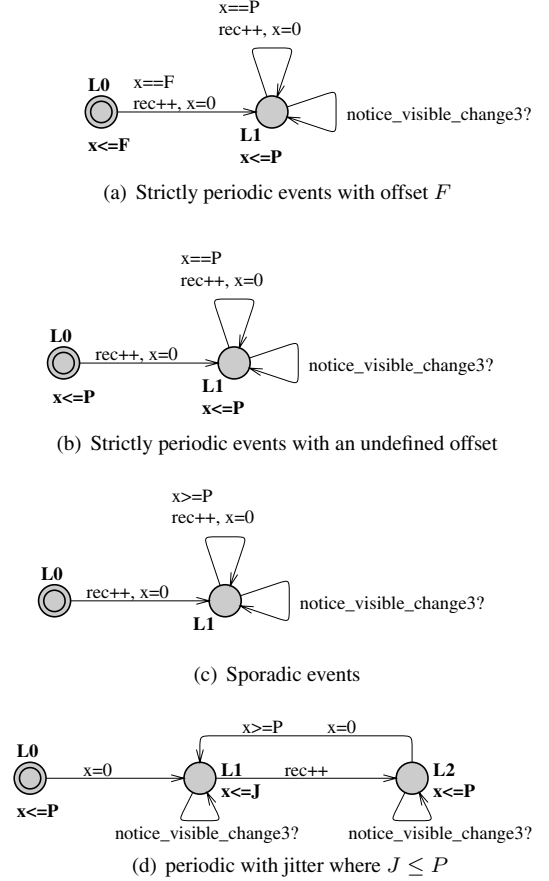 x==P
rec++, x=0
L0
x==F
rec++, x=0
notice_visible_change3?
x<=F
L1
x<=P
(a) Strictly periodic events with offset F
x==P
rec++, x=0
L0
rec++, x=0
notice_visible_change3?
x<=P
L1
x<=P
(b) Strictly periodic events with an undefined offset
x>=P
rec++, x=0
L0
rec++, x=0
notice_visible_change3?
L1
(c) Sporadic events
x>=P x=0
L0
x<=P
x=0
L1
x<=J
rec++
L2
x<=P
notice_visible_change3? notice_visible_change3?
(d) periodic with jitter where J ≤ P